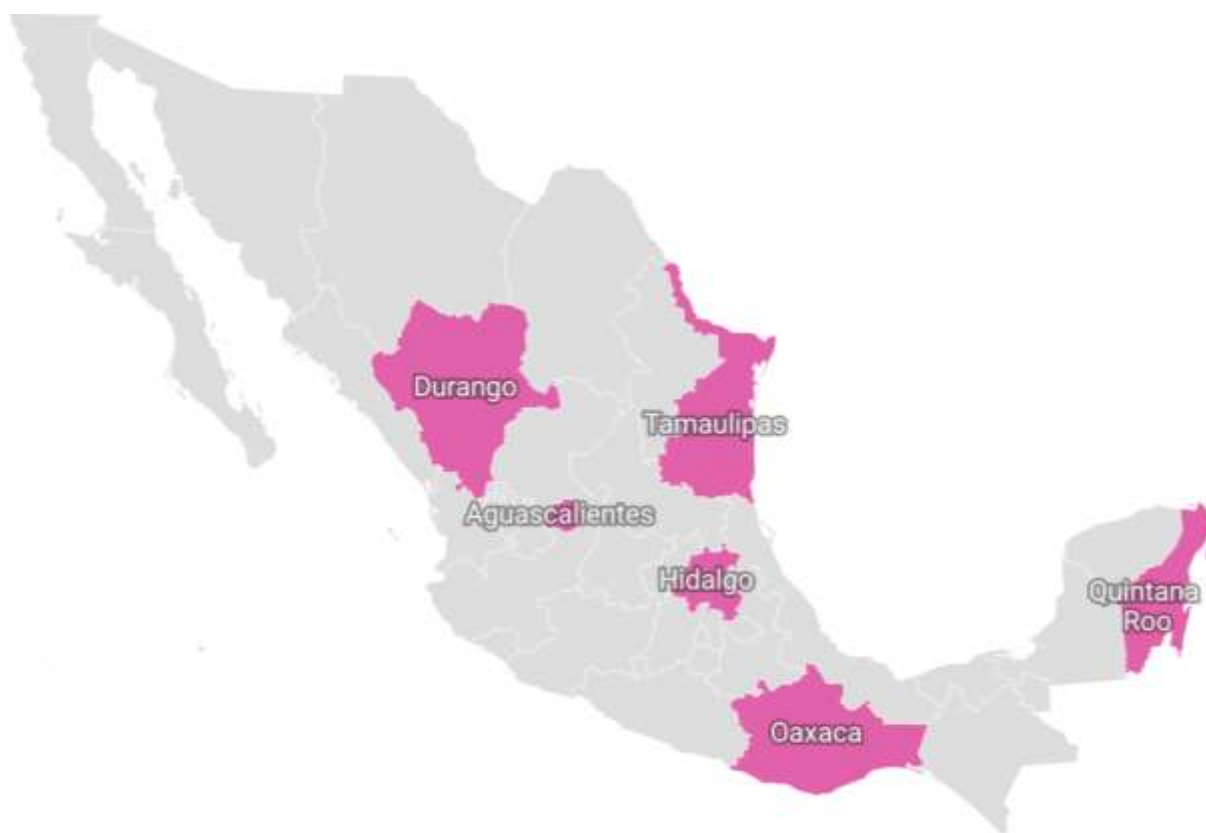 Durango
Tamaulipas
Aguascalientes
Hidalgo
Quintana
Roo
Oaxaca